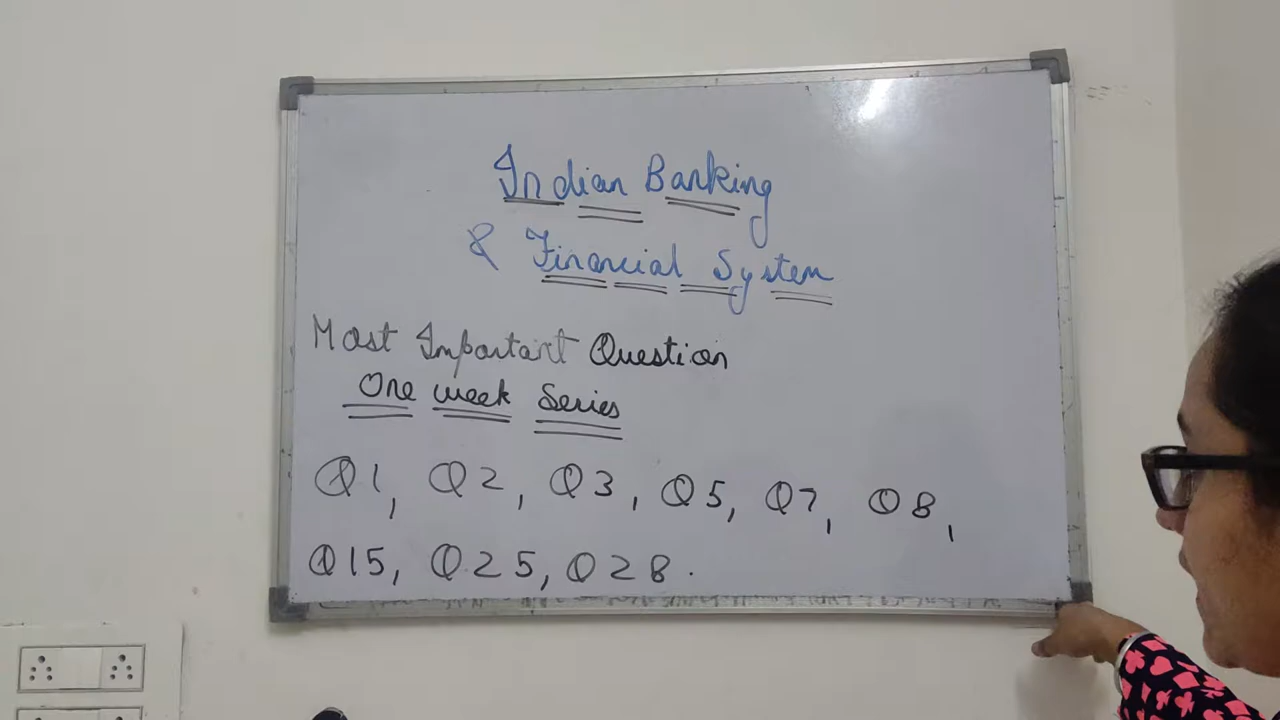 Indian Banking
& Financial System
Most Important Question
One week Series
Q1, Q2, Q3, Q5, Q7, Q8,
Q15, Q25, Q28.